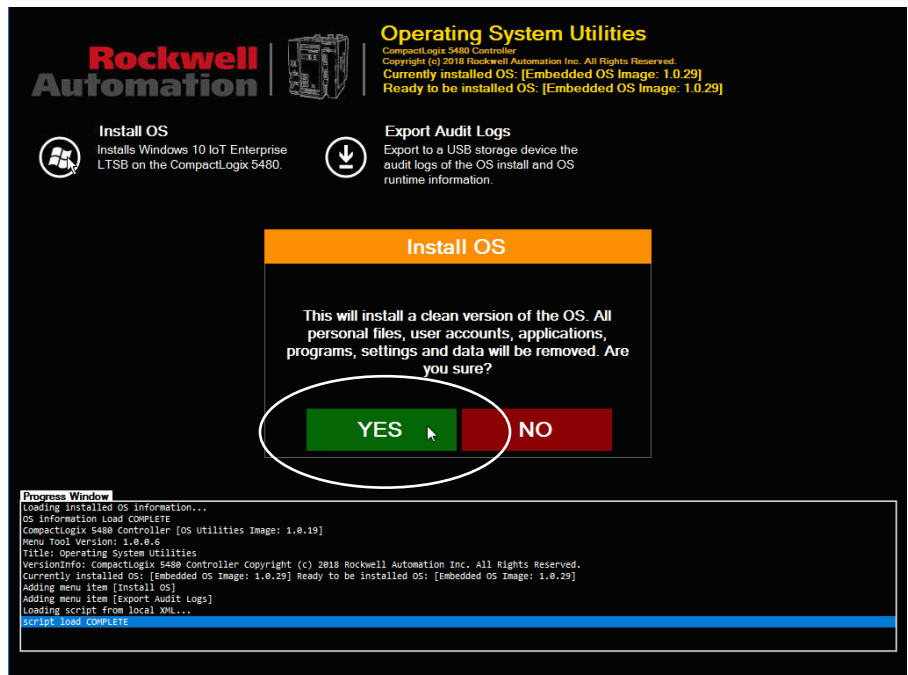 Rockwell
Automation
Operating System Utilities
CompactLogix 5480 Controller
Copyright (c) 2018 Rockwell Automation Inc. All Rights Reserved.
Currently installed OS: [Embedded OS Image: 1.0.29]
Ready to be installed OS: [Embedded OS Image: 1.0.29]
Install OS
Installs Windows 10 IoT Enterprise
LTSB on the CompactLogix 5480.
Export Audit Logs
Export to a USB storage device the
audit logs of the OS install and OS
runtime information.
Install OS
This will install a clean version of the OS. All
personal files, user accounts, applications,
programs, settings and data will be removed. Are
you sure?
YES
NO
Progress Window
Loading installed OS information...
OS information Load COMPLETE
CompactLogix 5480 Controller [OS Utilities Image: 1.0.19]
Menu Tool Version: 1.0.0.6
Title: Operating System Utilities
VersionInfo: CompactLogix 5480 Controller Copyright (c) 2018 Rockwell Automation Inc. All Rights Reserved.
Currently installed OS: [Embedded OS Image: 1.0.29] Ready to be installed OS: [Embedded OS Image: 1.0.29]
Adding menu item [Install OS]
Adding menu item [Export Audit Logs]
Loading script from local XML...
script load COMPLETE